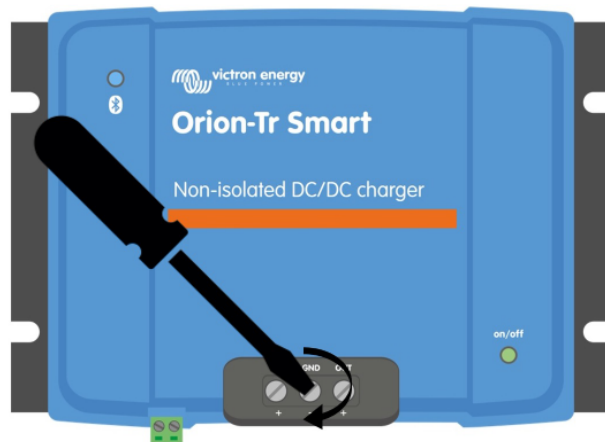 victron energy
BLUE POWER
Orion-Tr Smart
Non-isolated DC/DC charger
on/off
GND OUT
+ - +